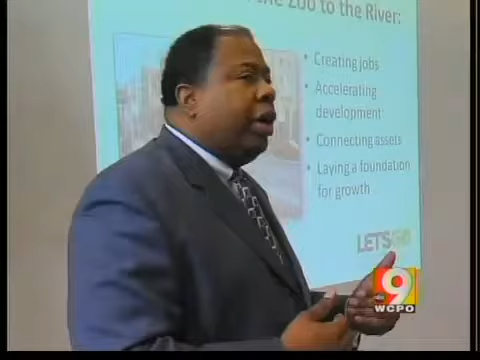 the Zoo to the River:
• Creating jobs
• Accelerating
development
• Connecting assets
• Laying a foundation
for growth
LETSGO
9
WCPO